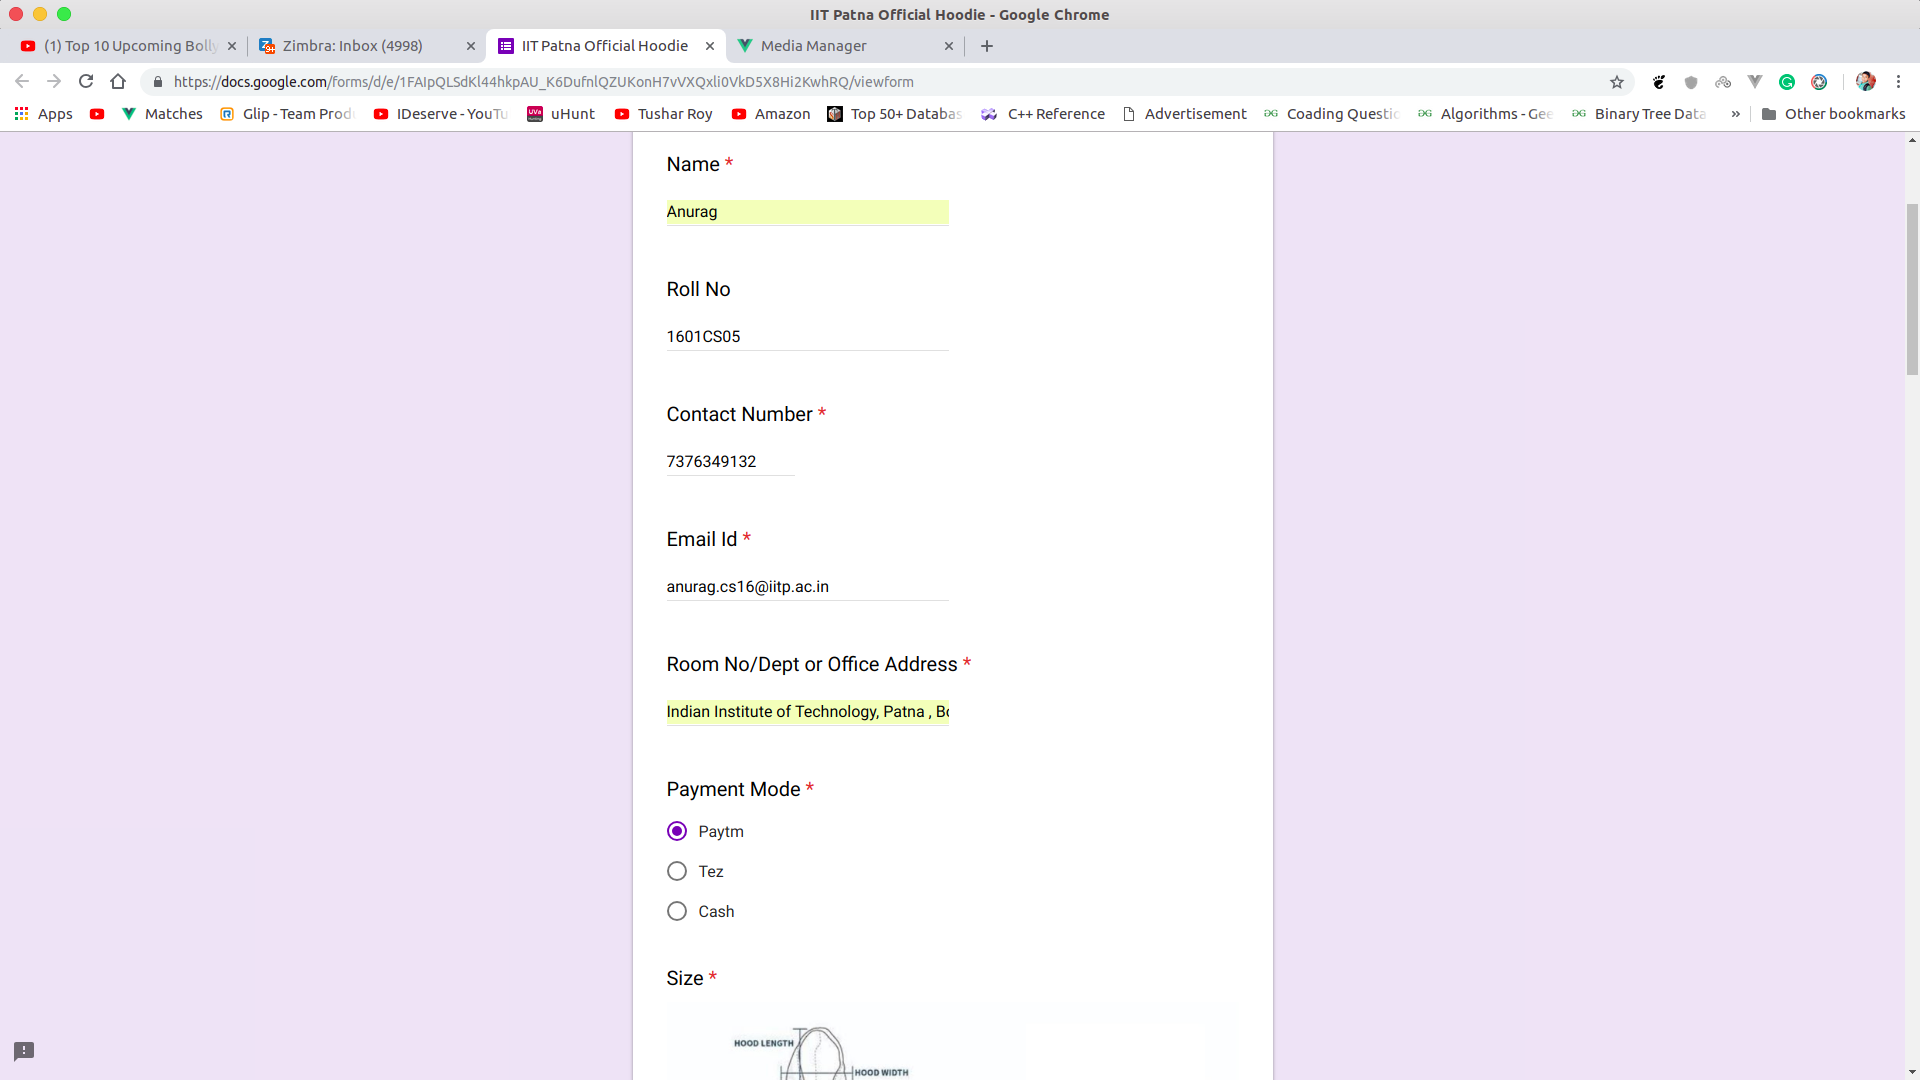 IIT Patna Official Hoodie - Google Chrome
(1) Top 10 Upcoming Bolly
Zimbra: Inbox (4998)
IIT Patna Official Hoodie
Media Manager
https://docs.google.com/forms/d/e/1FAIpQLSdKl44hkpAU_K6DufnlQZUKonH7vVXQxli0VkD5X8Hi2KwhRQ/viewform
Apps
Matches
Glip - Team Prod
IDeserve - YouTu
uHunt
Tushar Roy
Amazon
Top 50+ Databas
C++ Reference
Advertisement
Coading Questic
Algorithms - Gee
Binary Tree Data
»
Other bookmarks
Name *
Anurag
Roll No
1601CS05
Contact Number *
7376349132
Email Id *
anurag.cs16@iitp.ac.in
Room No/Dept or Office Address *
Indian Institute of Technology, Patna , Bo
Payment Mode *
Paytm
Tez
Cash
Size *
HOOD LENGTH
HOOD WIDTH